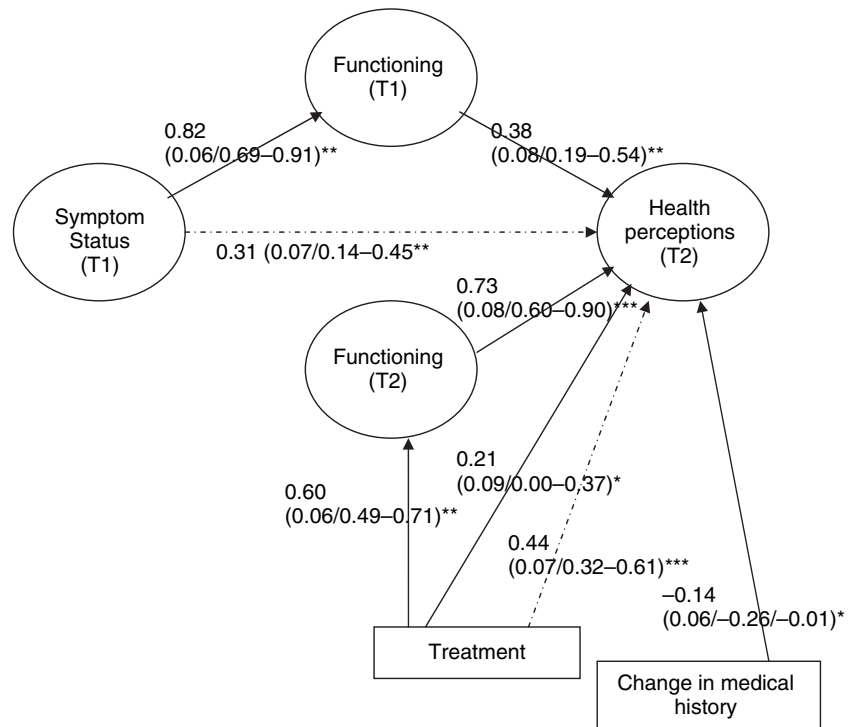 Functioning
(T1)
0.82
(0.06/0.69–0.91)**
0.38
(0.08/0.19–0.54)**
Symptom
Status
(T1)
Health
perceptions
(T2)
0.31 (0.07/0.14–0.45**
0.73
(0.08/0.60–0.90)***
Functioning
(T2)
0.21
(0.09/0.00–0.37)*
0.60
(0.06/0.49–0.71)**
0.44
(0.07/0.32–0.61)***
–0.14
(0.06/–0.26/–0.01)*
Treatment
Change in medical
history